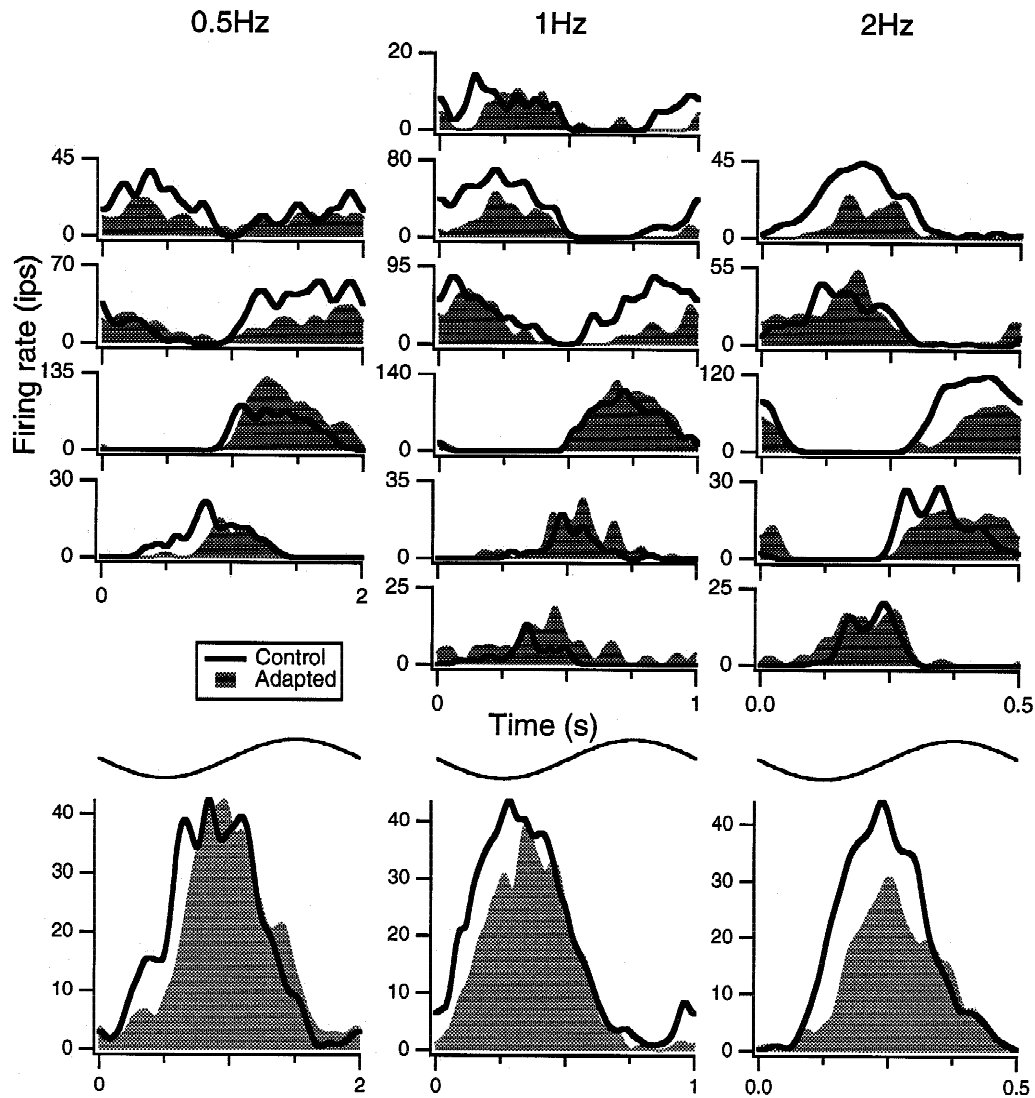 0.5Hz 1Hz 2Hz
20
0
45 80 45
0 0 0
70 95 55
0 0 0
135 140 120
0 0 0
30 35 30
0 0 0
0 2
25 25
0 0
0 1 0.0 0.5
Firing rate (ips)
Control
Adapted
Time (s)
40 40 40
30 30 30
20 20 20
10 10 10
0 0 0
0 2 0 1 0.0 0.5